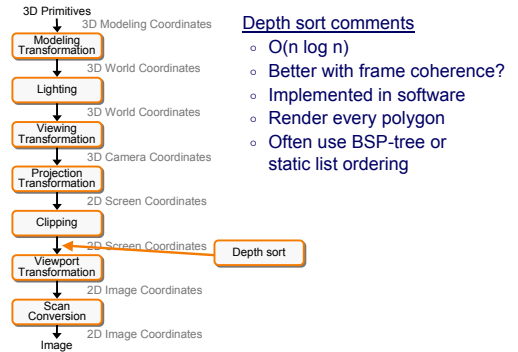 3D Primitives
3D Modeling Coordinates
Modeling
Transformation
3D World Coordinates
Lighting
3D World Coordinates
Viewing
Transformation
3D Camera Coordinates
Projection
Transformation
2D Screen Coordinates
Clipping
2D Screen Coordinates
Depth sort
Viewport
Transformation
2D Image Coordinates
Scan
Conversion
2D Image Coordinates
Image
Depth sort comments
◦ O(n log n)
◦ Better with frame coherence?
◦ Implemented in software
◦ Render every polygon
◦ Often use BSP-tree or
static list ordering